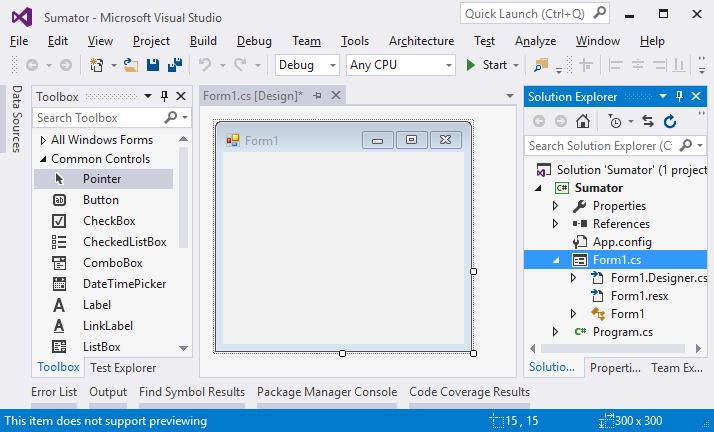 Sumator - Microsoft Visual Studio
Quick Launch (Ctrl+Q)
File Edit View Project Build Debug Team Tools Architecture Test Analyze Window Help
Debug Any CPU Start
Data Sources
Toolbox
Search Toolbox
All Windows Forms
Common Controls
Pointer
Button
CheckBox
CheckedListBox
ComboBox
DateTimePicker
Label
LinkLabel
ListBox
Toolbox Test Explorer
Form1.cs [Design]*
Form1
Solution Explorer
Search Solution Explorer (C
Solution 'Sumator' (1 project
C# Sumator
Properties
References
App.config
Form1.cs
Form1.Designer.cs
Form1.resx
Form1
C# Program.cs
Solutio... Properti... Team Ex...
Error List Output Find Symbol Results Package Manager Console Code Coverage Results
This item does not support previewing 15 , 15 300 x 300